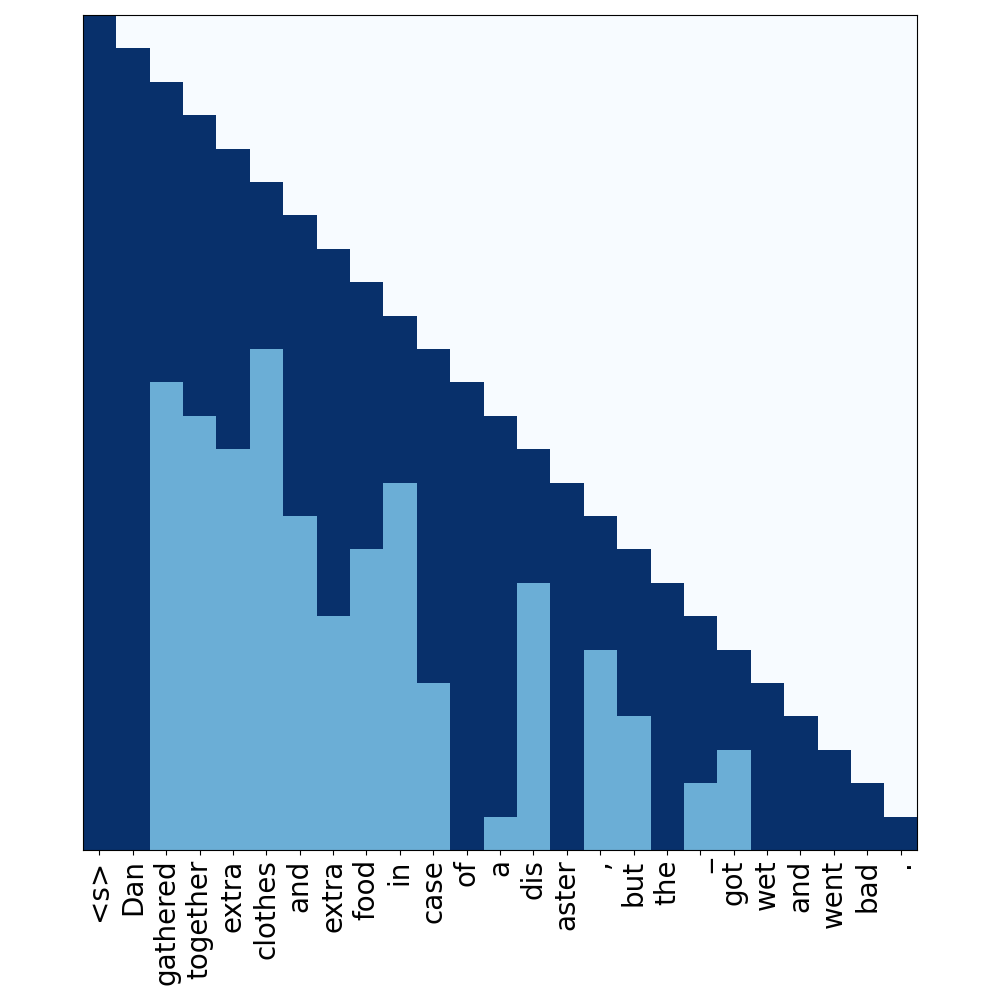 <s> Dan gathered together extra clothes and extra food in case of a dis aster , but the _ got wet and went bad .